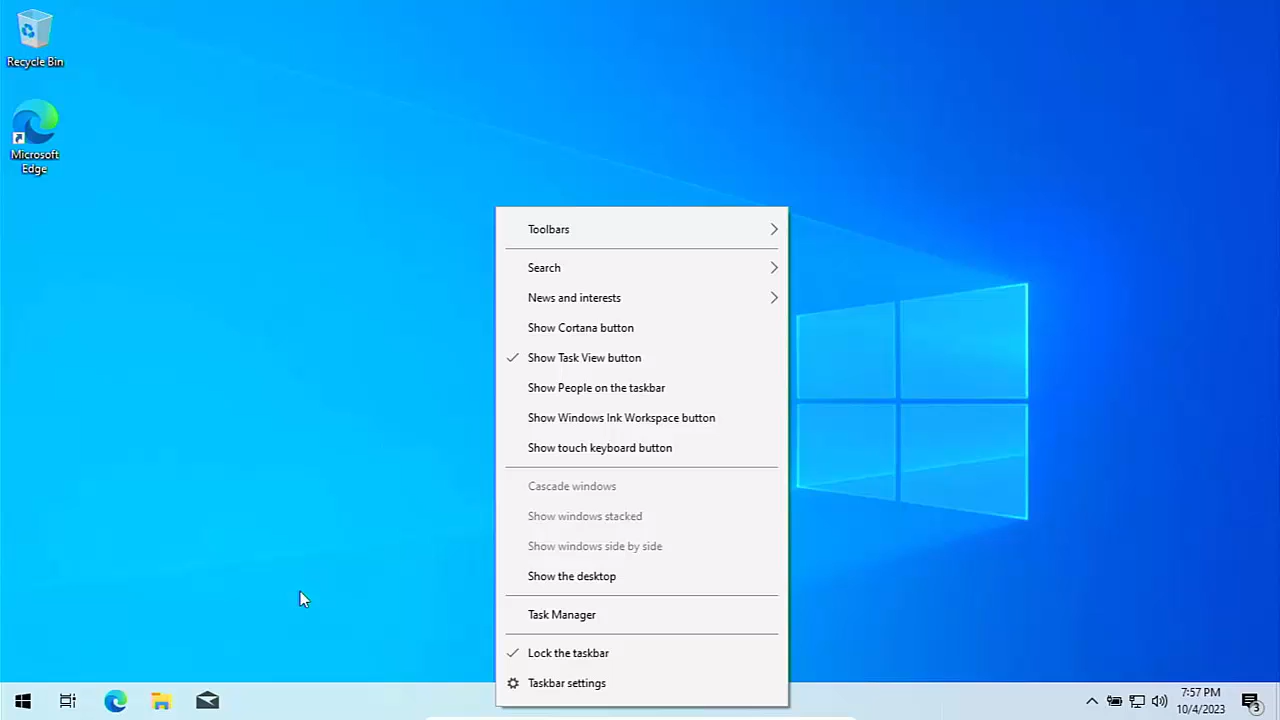 Recycle Bin
Microsoft
Edge
Toolbars
Search
News and interests
Show Cortana button
Show Task View button
Show People on the taskbar
Show Windows Ink Workspace button
Show touch keyboard button
Cascade windows
Show windows stacked
Show windows side by side
Show the desktop
Task Manager
Lock the taskbar
Taskbar settings
7:57 PM
10/4/2023
3